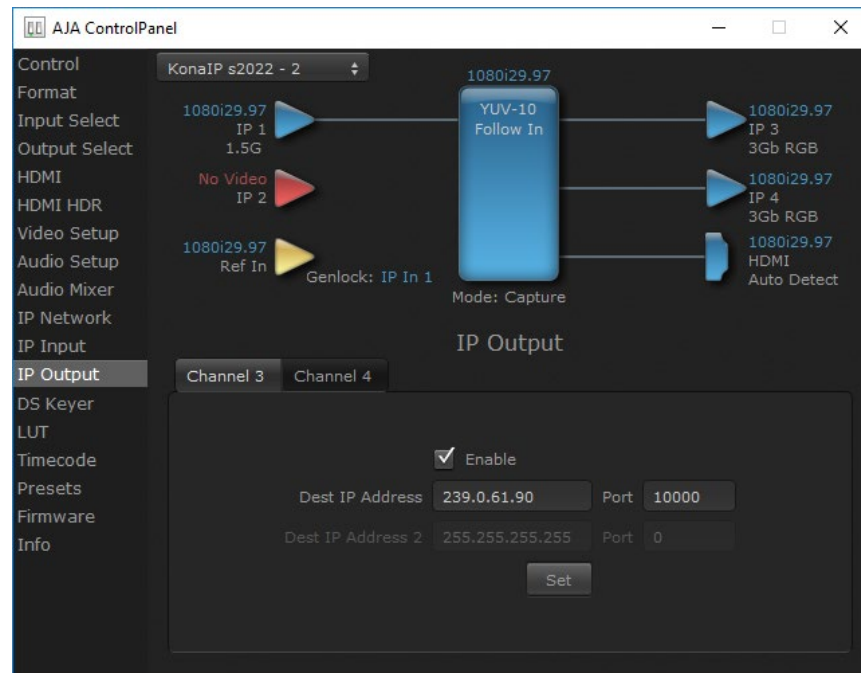 AJA ControlPanel
Control
Format
Input Select
Output Select
HDMI
HDMI HDR
Video Setup
Audio Setup
Audio Mixer
IP Network
IP Input
IP Output
DS Keyer
LUT
Timecode
Presets
Firmware
Info
KonaIP s2022 - 2
1080i29.97
1080i29.97
IP 1
1.5G
No Video
IP 2
1080i29.97
Ref In
Genlock: IP In 1
YUV-10
Follow In
Mode: Capture
1080i29.97
IP 3
3Gb RGB
1080i29.97
IP 4
3Gb RGB
1080i29.97
HDMI
Auto Detect
IP Output
Channel 3 Channel 4
Enable
Dest IP Address 239.0.61.90 Port 10000
Dest IP Address 2 255.255.255.255 Port 0
Set